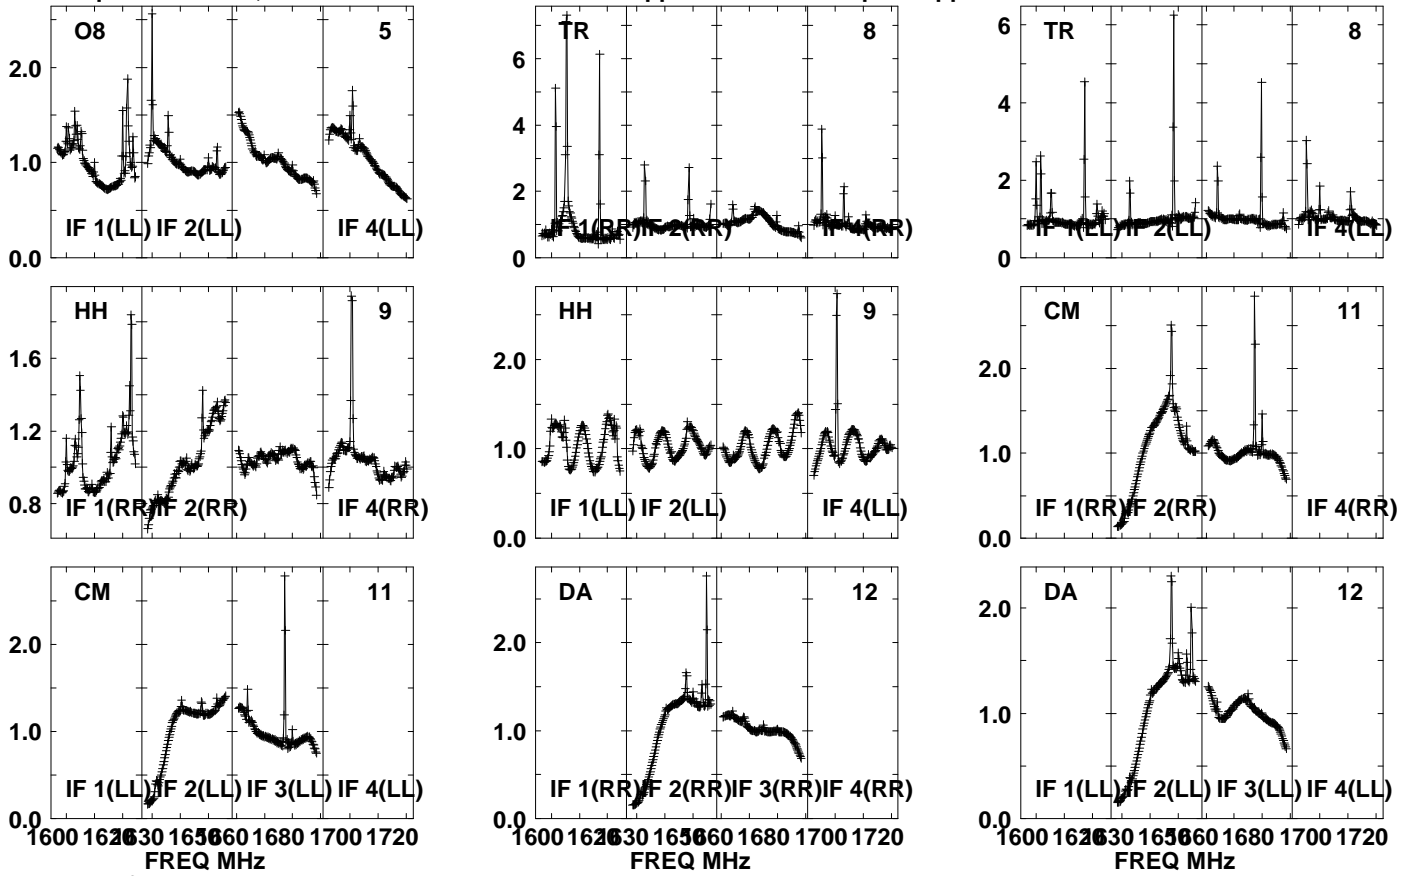 O8 5 TR 8 TR 8
2.0 6 6
4 4
1.0 2 2
IF 1(LL) IF 2(LL) IF 4(LL) IF 1(RR) IF 2(RR) IF 4(RR) IF 1(LL) IF 2(LL) IF 4(LL)
0.0 0 0
HH 9 HH 9 CM 11
1.6 2.0 2.0
1.2 1.0 1.0
0.8 IF 1(RR) IF 2(RR) IF 4(RR) IF 1(LL) IF 2(LL) IF 4(LL) IF 1(RR) IF 2(RR) IF 4(RR)
0.0 0.0
CM 11 DA 12 DA 12
2.0 2.0 2.0
1.0 1.0 1.0
IF 1(LL) IF 2(LL) IF 3(LL) IF 4(LL) IF 1(RR) IF 2(RR) IF 3(RR) IF 4(RR) IF 1(LL) IF 2(LL) IF 3(LL) IF 4(LL)
0.0 0.0 0.0
1600 1620 1630 1650 1660 1680 1700 1720 1600 1620 1630 1650 1660 1680 1700 1720 1600 1620 1630 1650 1660 1680 1700 1720
FREQ MHz FREQ MHz FREQ MHz